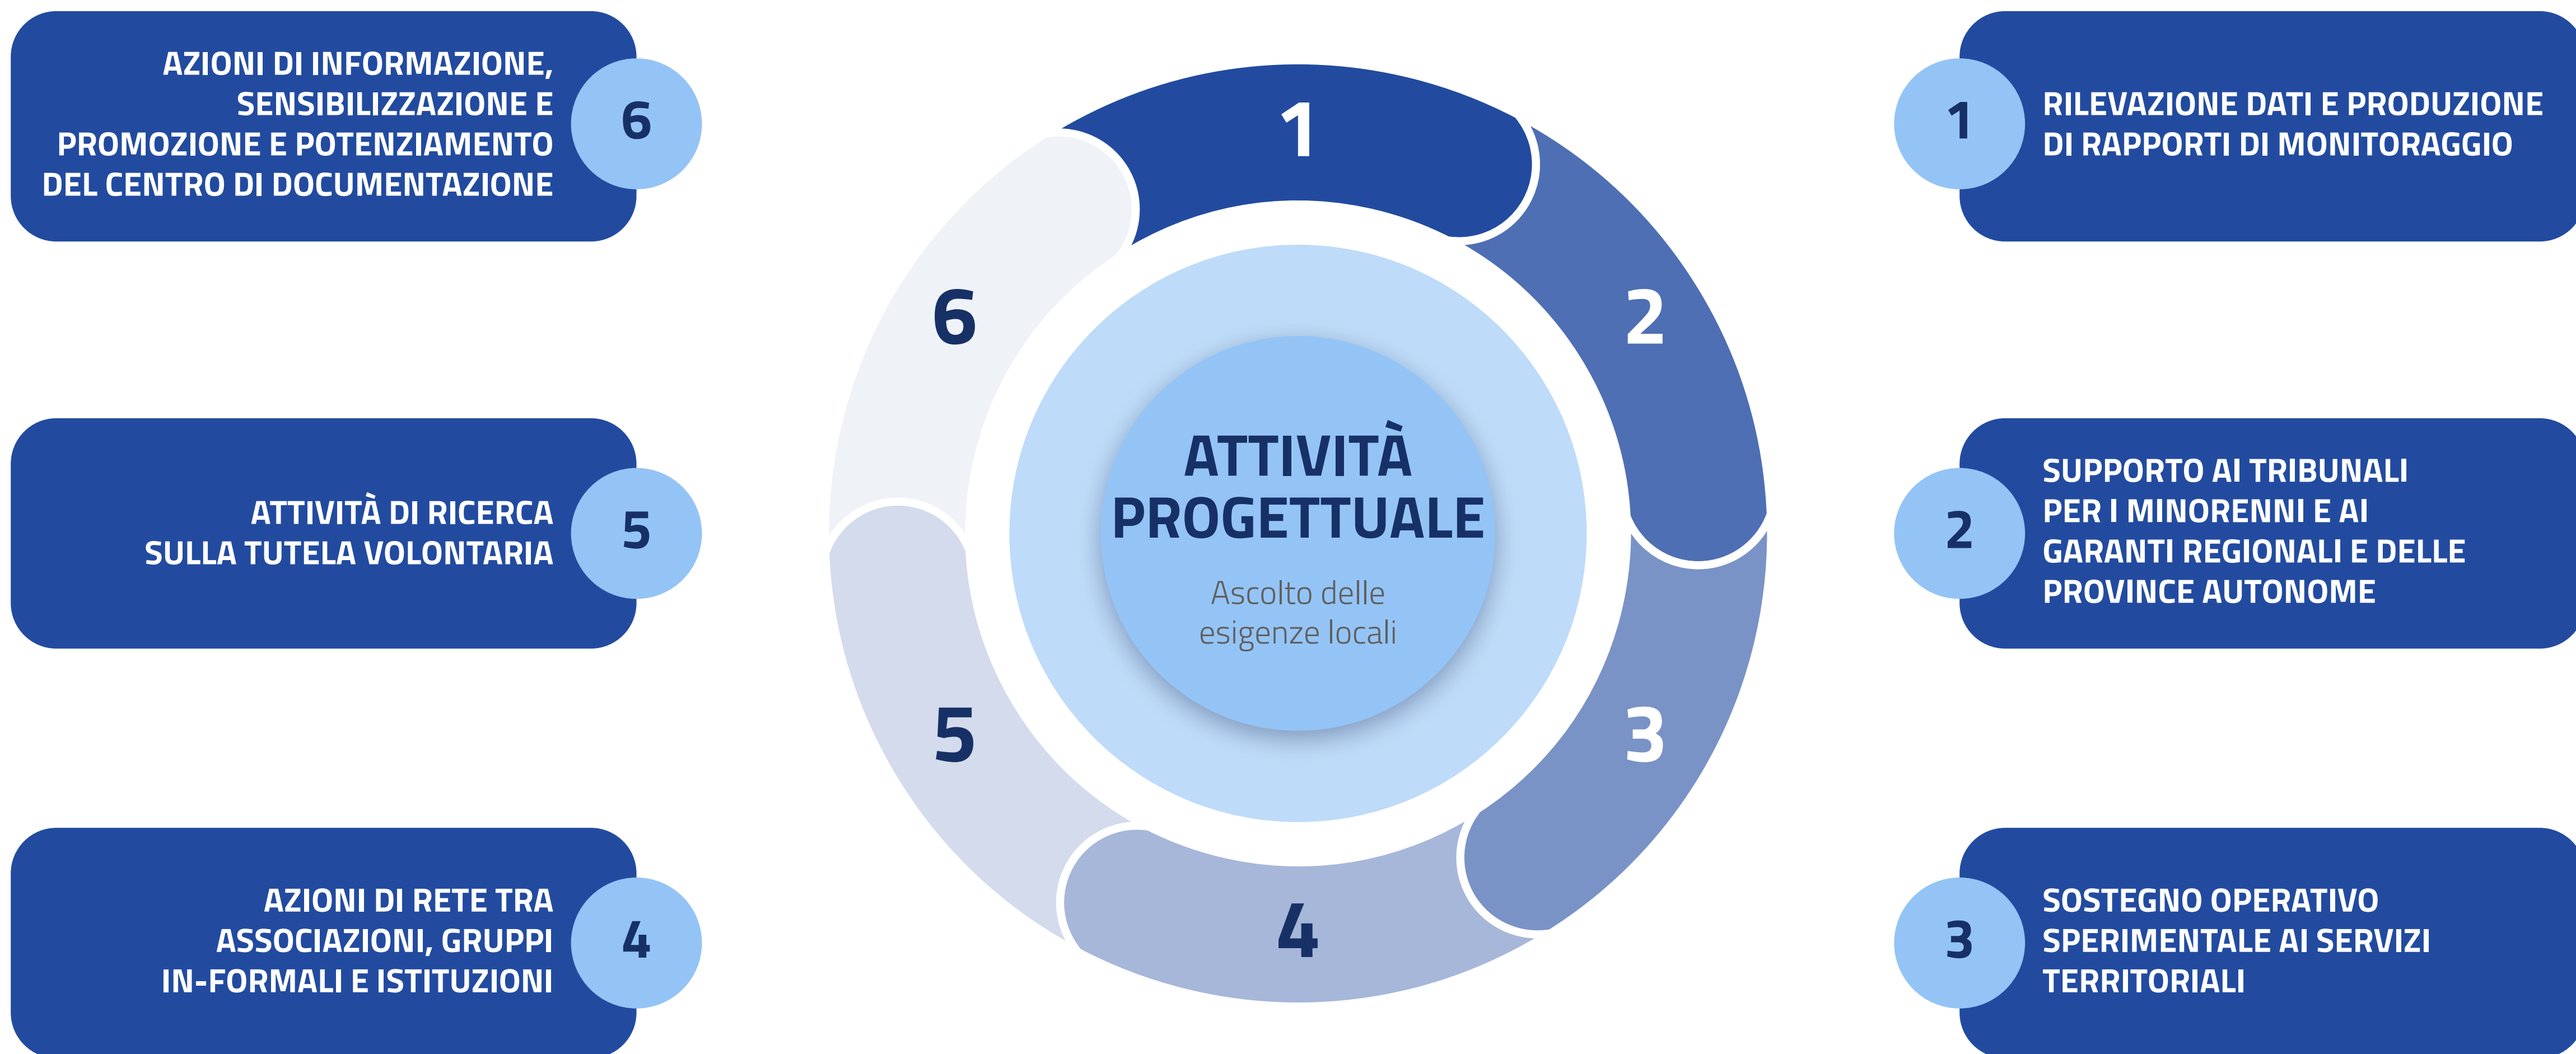 AZIONI DI INFORMAZIONE,
SENSIBILIZZAZIONE E
PROMOZIONE E POTENZIAMENTO
DEL CENTRO DI DOCUMENTAZIONE
6
ATTIVITÀ DI RICERCA
SULLA TUTELA VOLONTARIA
5
AZIONI DI RETE TRA
ASSOCIAZIONI, GRUPPI
IN-FORMALI E ISTITUZIONI
4
1
2
3
4
5
6
ATTIVITÀ
PROGETTUALE
Ascolto delle
esigenze locali
1
RILEVAZIONE DATI E PRODUZIONE
DI RAPPORTI DI MONITORAGGIO
2
SUPPORTO AI TRIBUNALI
PER I MINORENNI E AI
GARANTI REGIONALI E DELLE
PROVINCE AUTONOME
3
SOSTEGNO OPERATIVO
SPERIMENTALE AI SERVIZI
TERRITORIALI